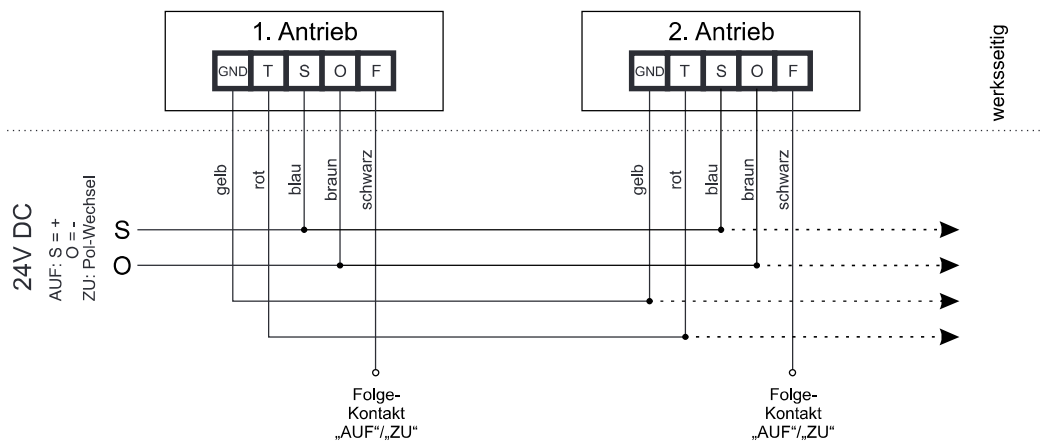 1. Antrieb
GND T S O F
2. Antrieb
GND T S O F
werksseitig
gelb
rot
blau
braun
schwarz
gelb
rot
blau
braun
schwarz
24V DC
AUF: S = +
O = -
ZU: Pol-Wechsel
S
O
Folge-
Kontakt
„AUF“/„ZU“
Folge-
Kontakt
„AUF“/„ZU“